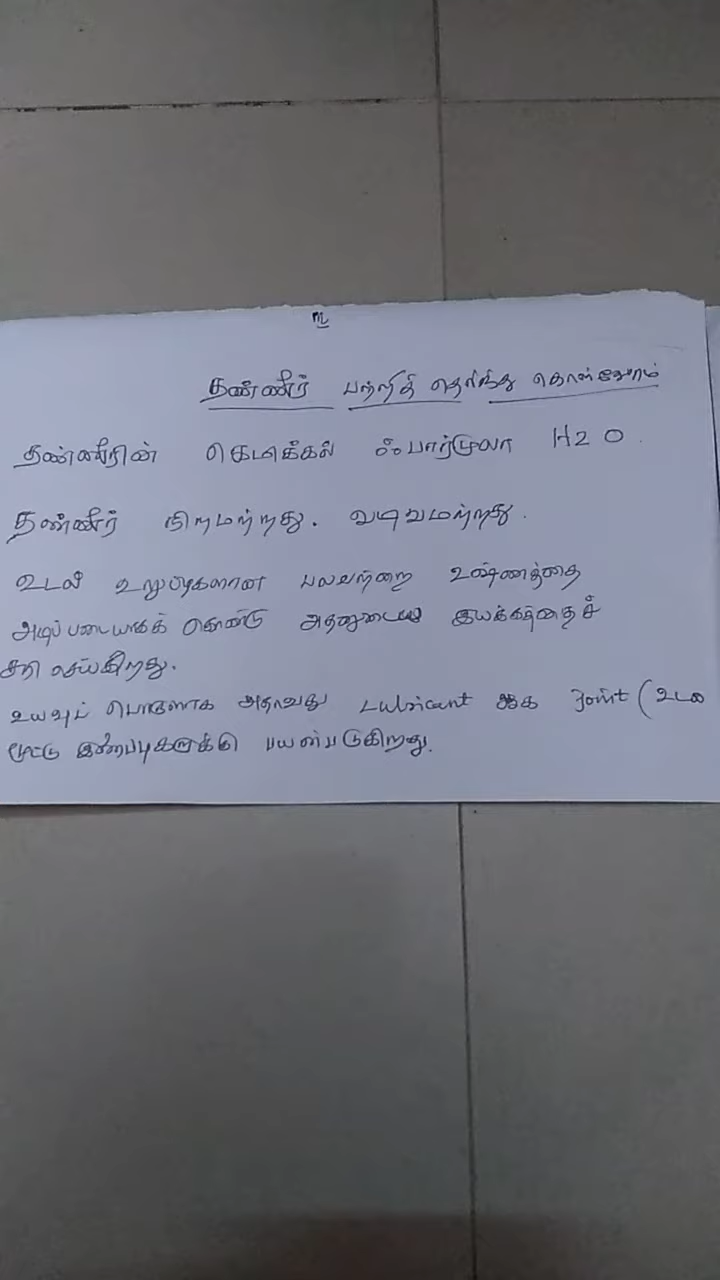 தண்ணீர் பற்றித் தெரிந்து கொள்வோம்
தண்ணீரின் கெமிக்கல் ஃபார்முலா H2O.
தண்ணீர் நிறமற்றது. வடிவமற்றது.
உடல் உறுப்புகளான பலவற்றை உஷ்ணத்தை
அடிப்படையாகக் கொண்டு அதனுடைய இயக்கத்தைச்
சரி செய்கிறது.
உயவுப் பொருளாக அதாவது Lubricant ஆக Joint (உடல
மூட்டு இணைப்புகளுக்கு பயன்படுகிறது.